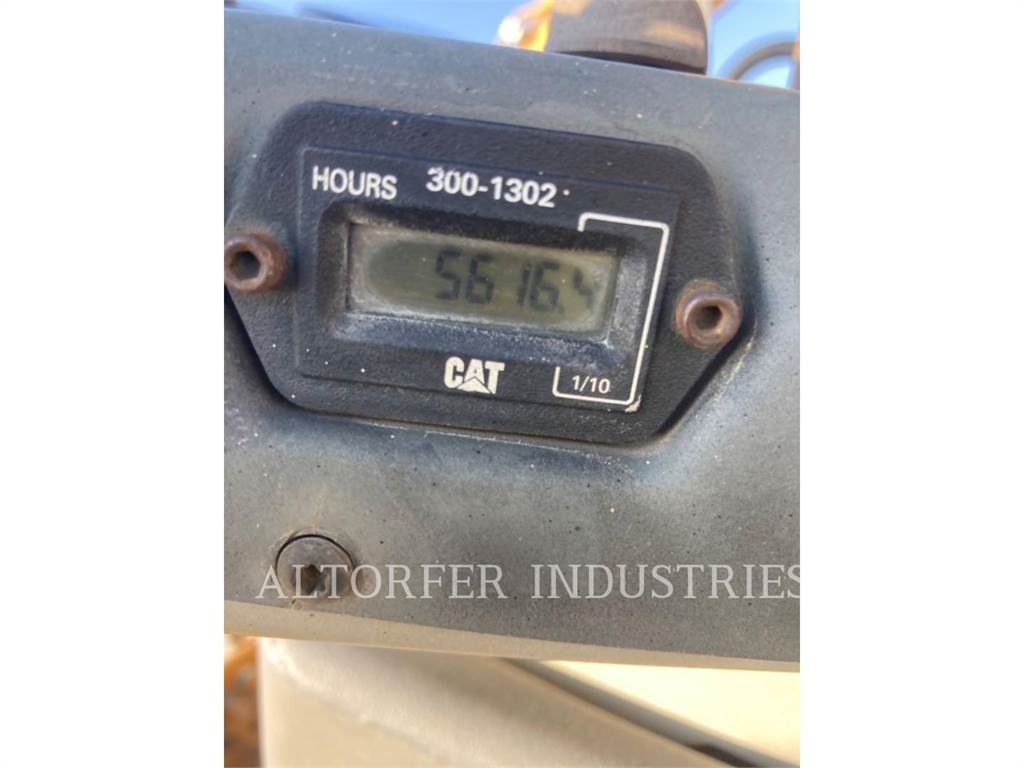 HOURS 300-1302
5616.4
CAT
1/10
ALTORFER INDUSTRIES